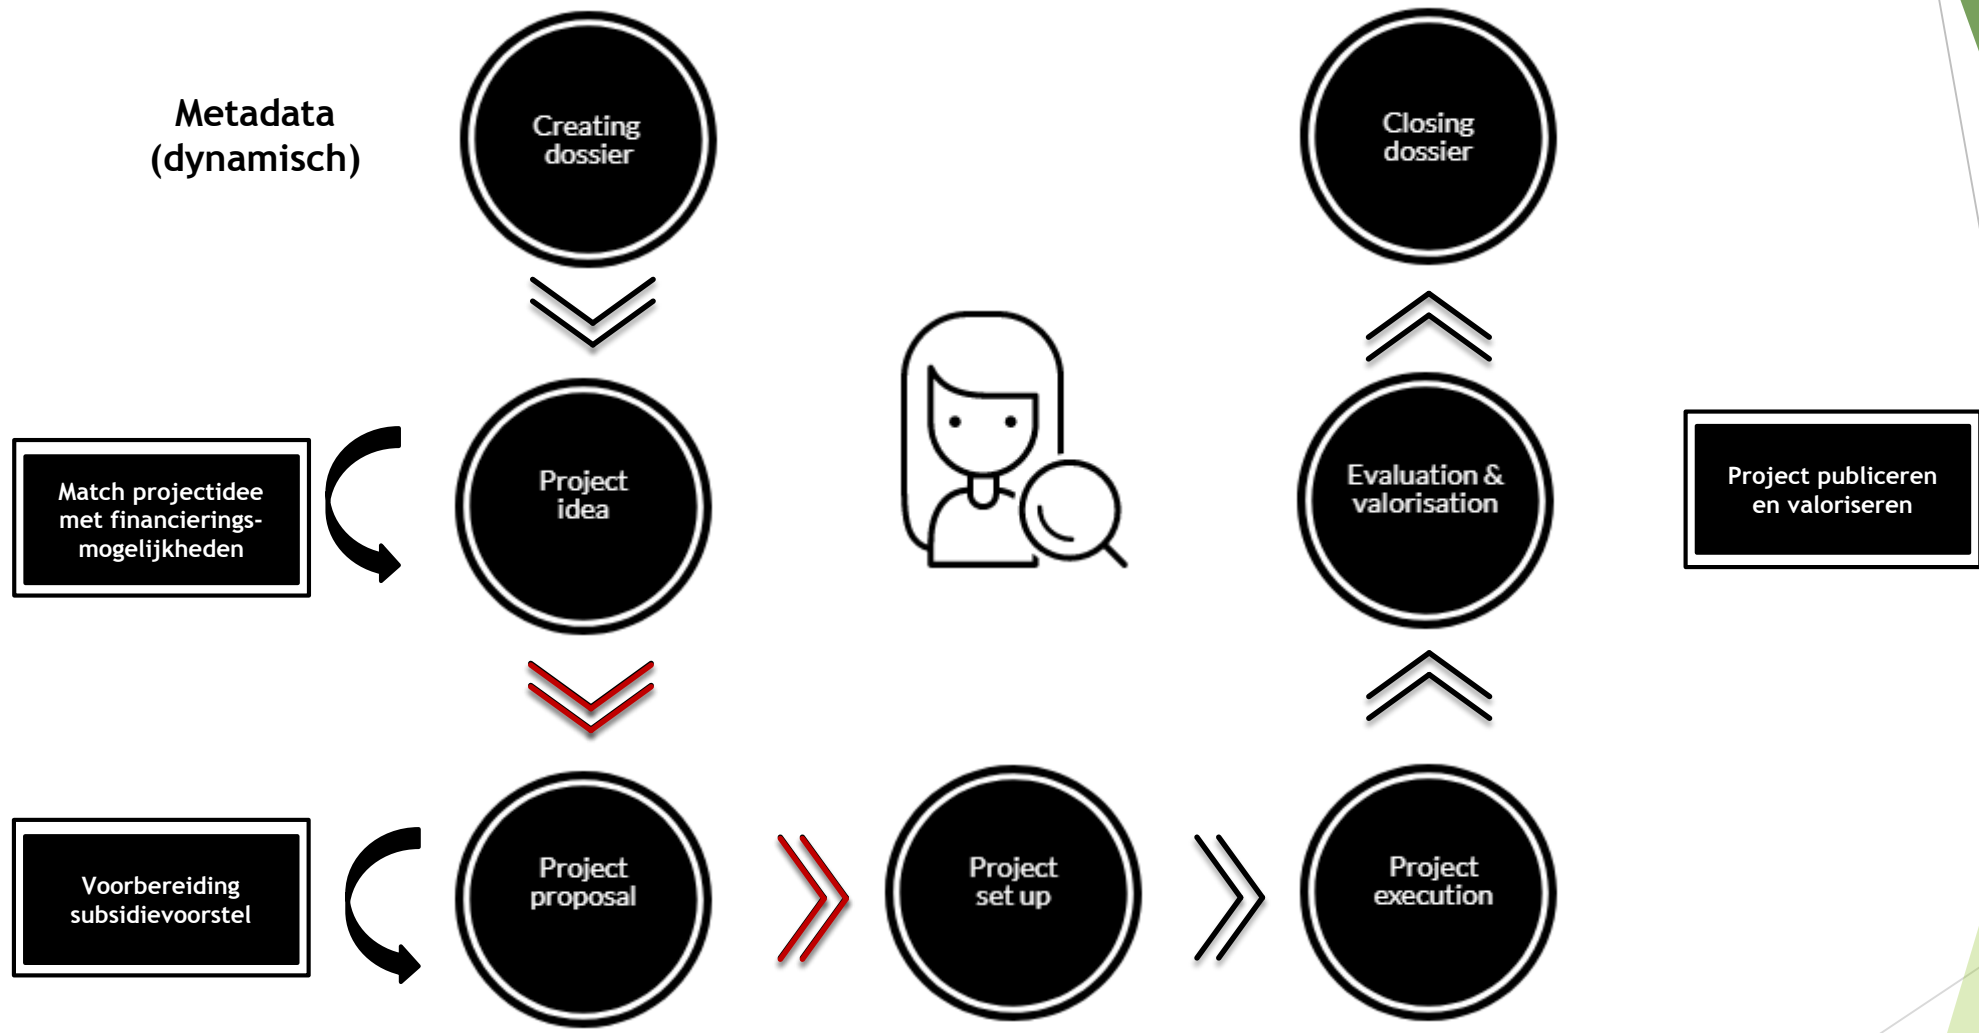 Metadata
(dynamisch)
Creating
dossier
Closing
dossier
Match projectidee
met financierings-
mogelijkheden
Project
idea
Evaluation &
valorisation
Project publiceren
en valoriseren
Voorbereiding
subsidievoorstel
Project
proposal
Project
set up
Project
execution